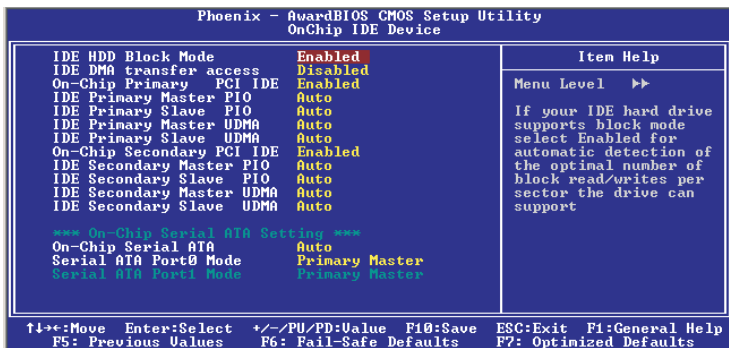 Phoenix - AwardBIOS CMOS Setup Utility
OnChip IDE Device
IDE HDD Block Mode Enabled
IDE DMA transfer access Disabled
On-Chip Primary PCI IDE Enabled
IDE Primary Master PIO Auto
IDE Primary Slave PIO Auto
IDE Primary Master UDMA Auto
IDE Primary Slave UDMA Auto
On-Chip Secondary PCI IDE Enabled
IDE Secondary Master PIO Auto
IDE Secondary Slave PIO Auto
IDE Secondary Master UDMA Auto
IDE Secondary Slave UDMA Auto
*** On-Chip Serial ATA Setting ***
On-Chip Serial ATA Auto
Serial ATA Port0 Mode Primary Master
Serial ATA Port1 Mode Primary Master
Item Help
Menu Level ▶▶
If your IDE hard drive
supports block mode
select Enabled for
automatic detection of
the optimal number of
block read/writes per
sector the drive can
support
↑↓→←:Move Enter:Select +/-/PU/PD:Value F10:Save ESC:Exit F1:General Help
F5: Previous Values F6: Fail-Safe Defaults F7: Optimized Defaults